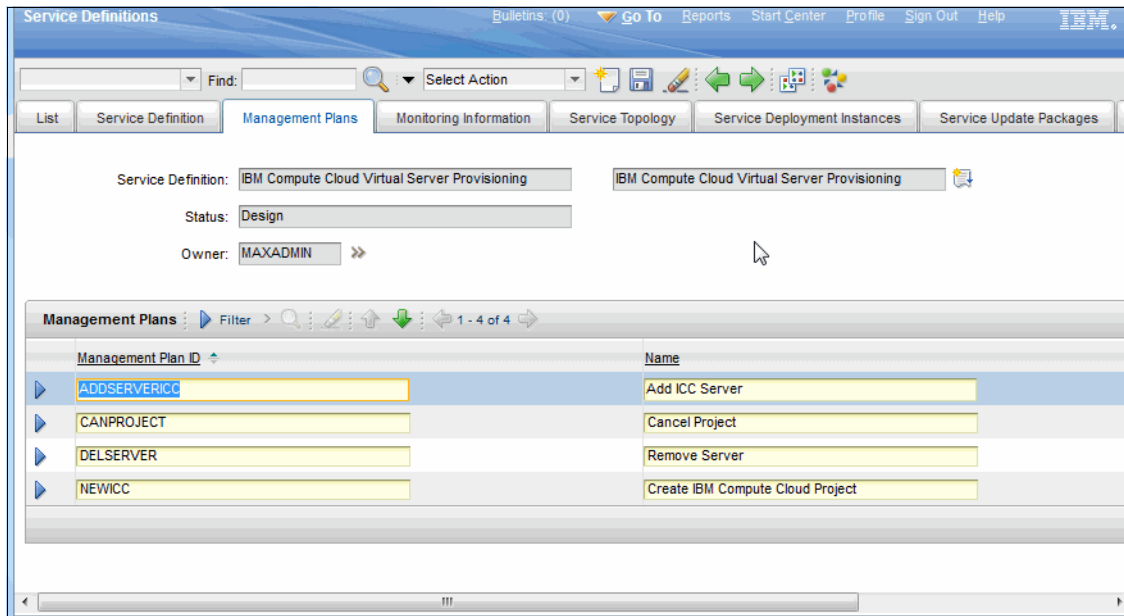 Service Definitions Bulletins: (0) Go To Reports Start Center Profile Sign Out Help IBM.
Find: Select Action
List Service Definition Management Plans Monitoring Information Service Topology Service Deployment Instances Service Update Packages
Service Definition: IBM Compute Cloud Virtual Server Provisioning IBM Compute Cloud Virtual Server Provisioning
Status: Design
Owner: MAXADMIN
Management Plans Filter 1 - 4 of 4
Management Plan ID Name
ADDSERVERICC Add ICC Server
CANPROJECT Cancel Project
DELSERVER Remove Server
NEWICC Create IBM Compute Cloud Project